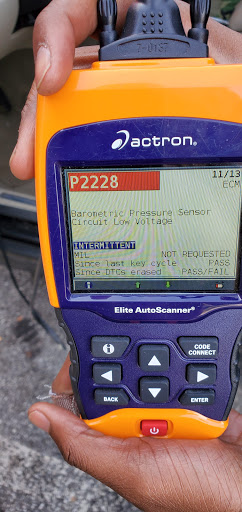 actron®
P2228
11/13
ECM
Barometric Pressure Sensor
Circuit Low Voltage
INTERMITTENT
MIL NOT REQUESTED
Since last key cycle PASS
Since DTCs erased PASS/FAIL
Elite AutoScanner®
CODE
CONNECT
BACK
ENTER